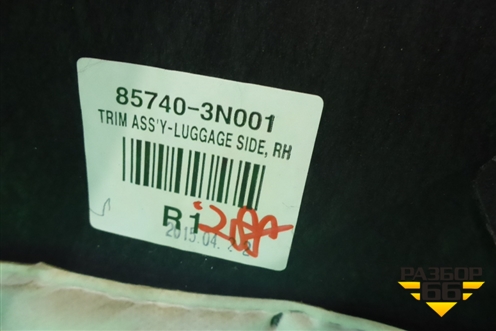 85740-3N001
TRIM ASS'Y-LUGGAGE SIDE, RH
R1
2015.04.
РАЗБОР
66